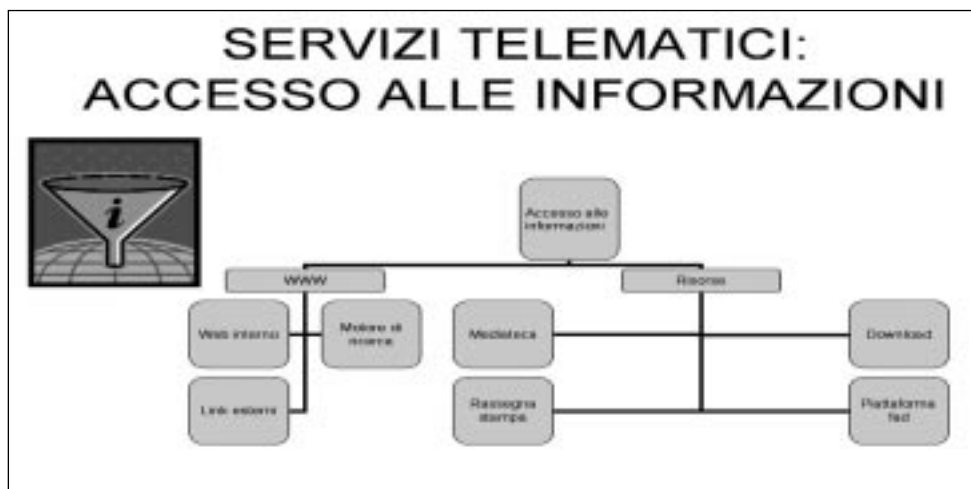 SERVIZI TELEMATICI:
ACCESSO ALLE INFORMAZIONI
i
Accesso alle
informazioni
WWW
Risorse
Web interno
Motore di
ricerca
Mediateca
Download
Link esterni
Rassegna
stampa
Piattaforma
fad